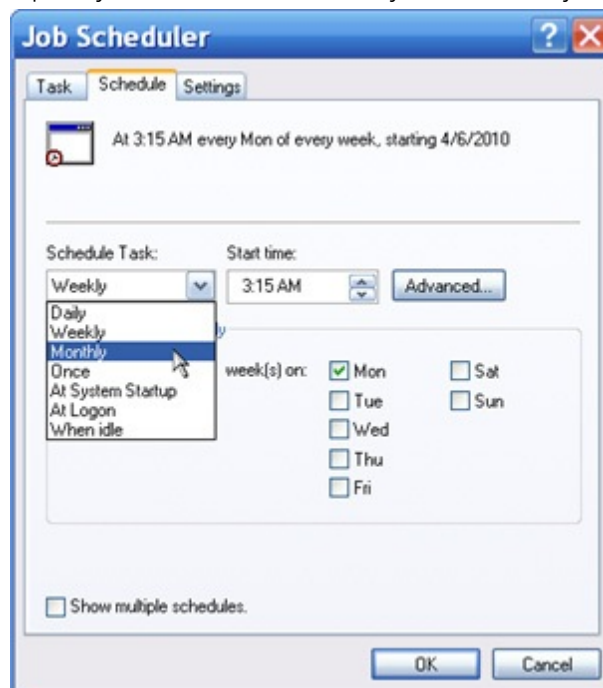 Job Scheduler
Task Schedule Settings
At 3:15 AM every Mon of every week, starting 4/6/2010
Schedule Task: Start time:
Weekly 3:15 AM Advanced...
Daily
Weekly
Monthly
Once
At System Startup
At Logon
When idle
week(s) on:
Mon Sat
Tue Sun
Wed
Thu
Fri
Show multiple schedules.
OK Cancel